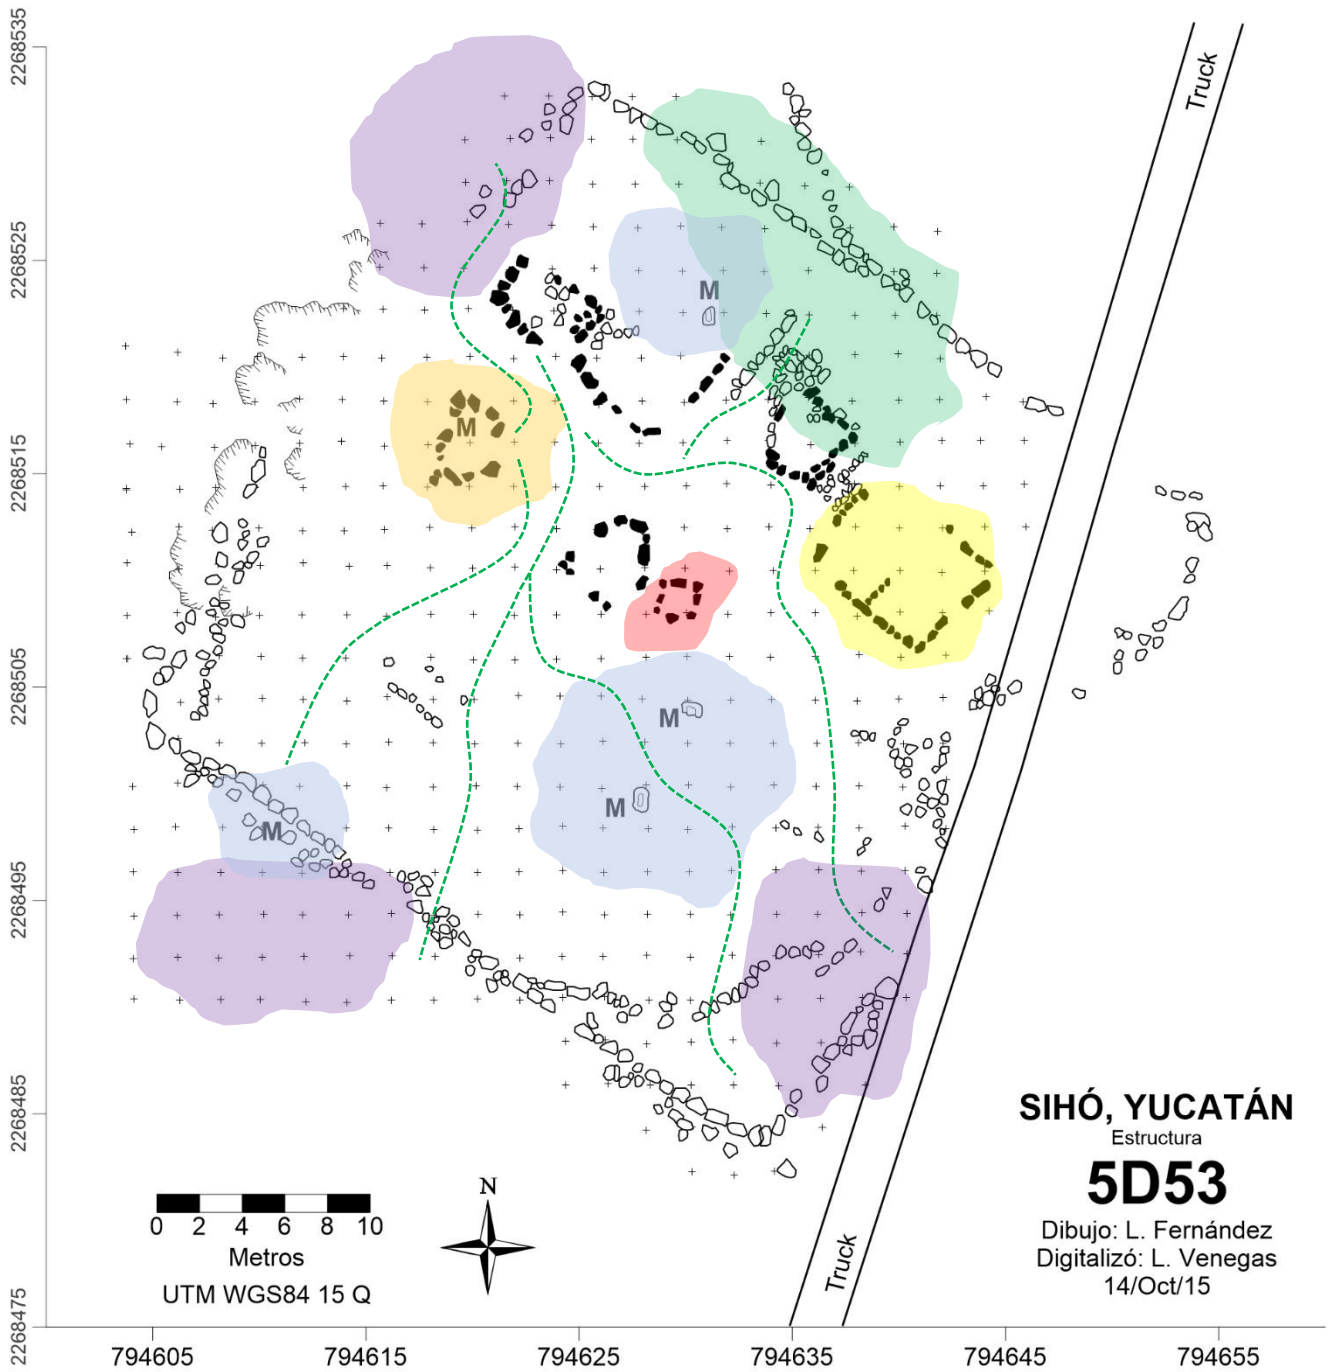 2268535
2268525
2268515
2268505
2268495
2268485
2268475
794605
794615
794625
794635
794645
794655
Truck
M
M
M
M
M
Truck
N
0 2 4 6 8 10
Metros
UTM WGS84 15 Q
SIHÓ, YUCATÁN
Estructura
5D53
Dibujo: L. Fernández
Digitalizó: L. Venegas
14/Oct/15